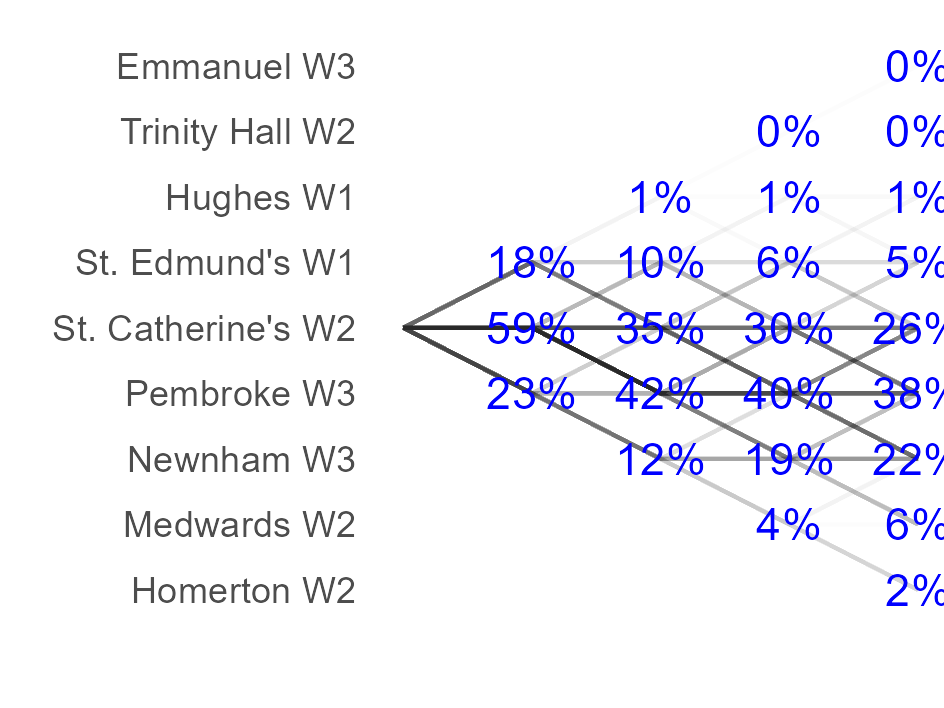 Emmanuel W3 0%
Trinity Hall W2 0% 0%
Hughes W1 1% 1% 1%
St. Edmund's W1 18% 10% 6% 5%
St. Catherine's W2 59% 35% 30% 26%
Pembroke W3 23% 42% 40% 38%
Newnham W3 12% 19% 22%
Medwards W2 4% 6%
Homerton W2 2%